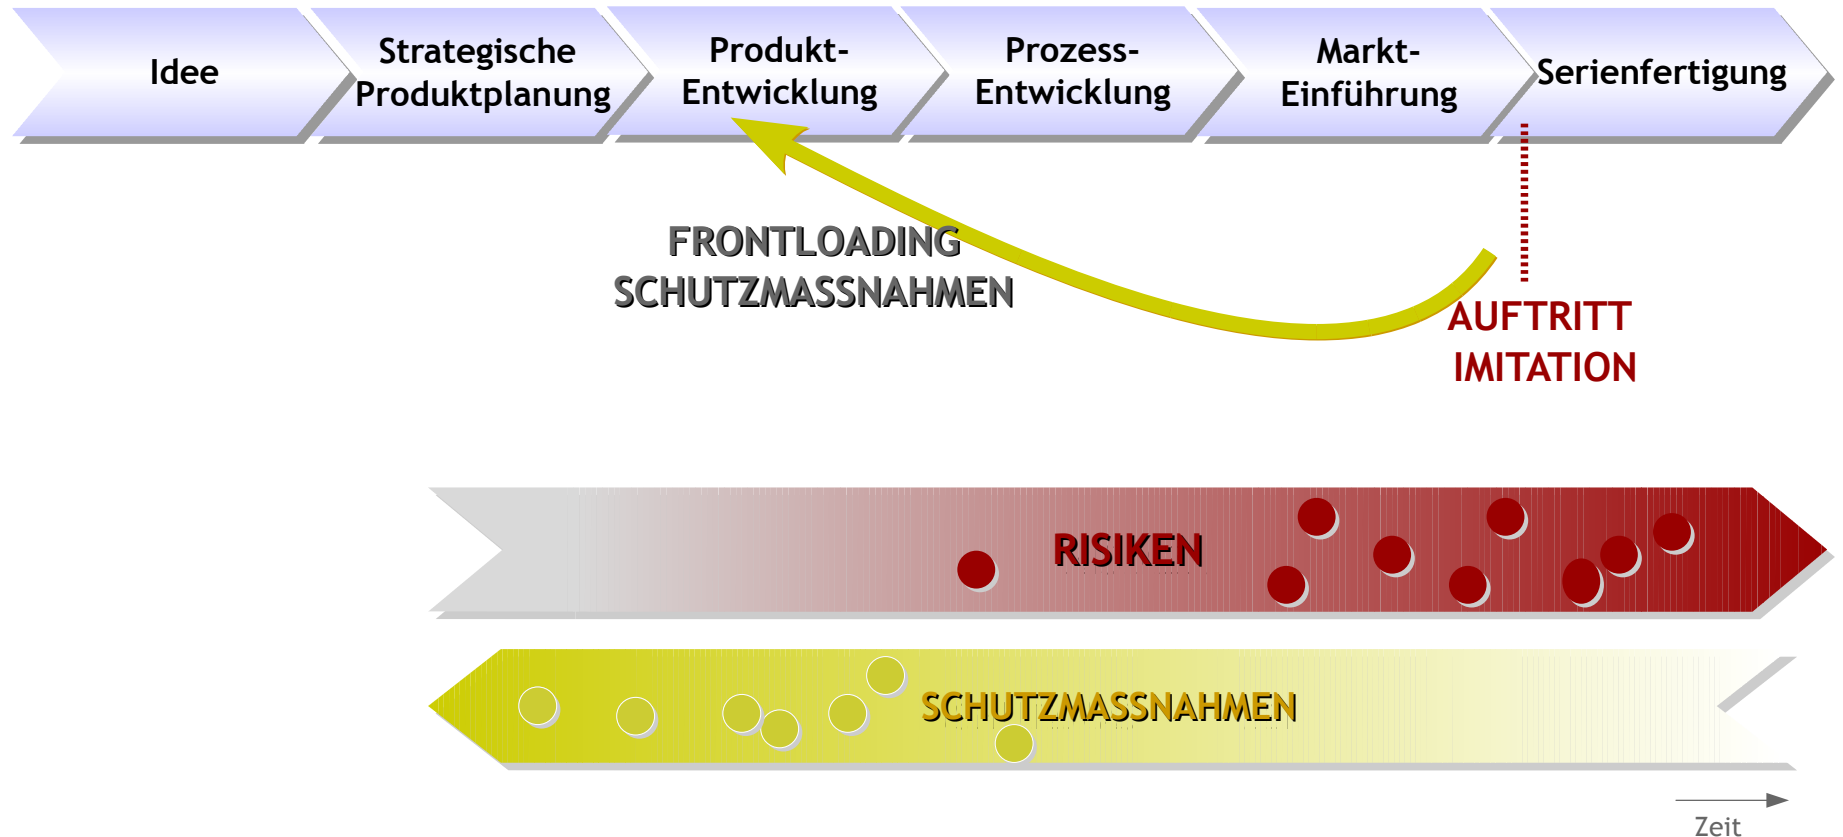 Idee
Strategische
Produktplanung
Produkt-
Entwicklung
Prozess-
Entwicklung
Markt-
Einführung
Serienfertigung
FRONTLOADING
SCHUTZMASSNAHMEN
AUFTRITT
IMITATION
RISIKEN
SCHUTZMASSNAHMEN
Zeit